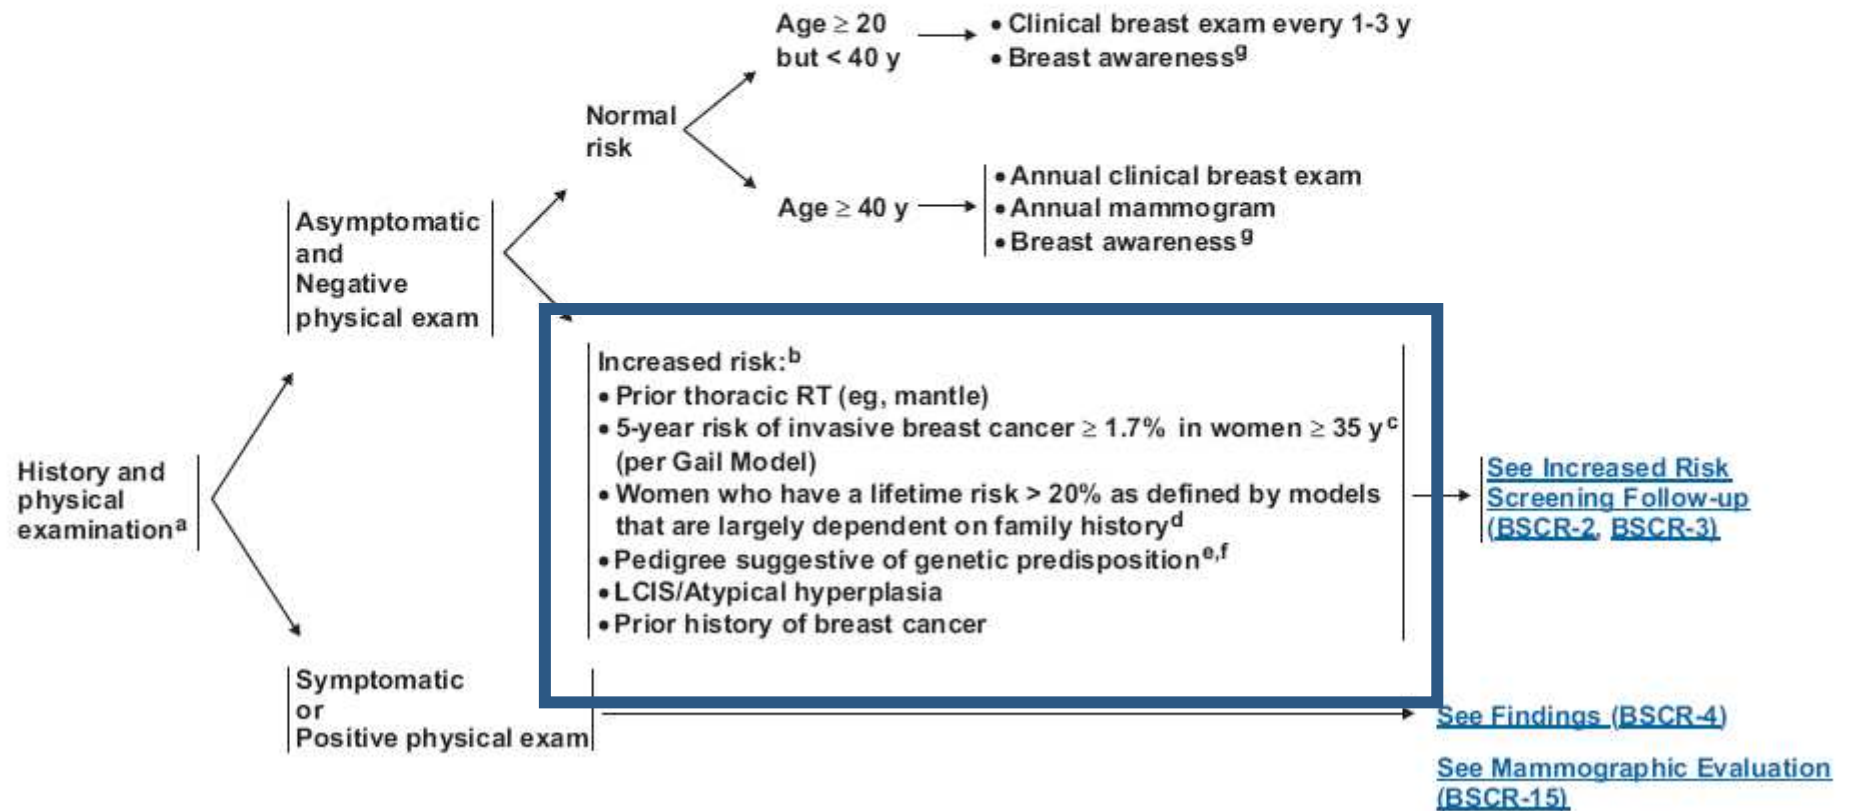 Age ≥ 20
but < 40 y
• Clinical breast exam every 1-3 y
• Breast awarenessg
Normal
risk
Age ≥ 40 y
• Annual clinical breast exam
• Annual mammogram
• Breast awareness g
Asymptomatic
and
Negative
physical exam
Increased risk:b
• Prior thoracic RT (eg, mantle)
• 5-year risk of invasive breast cancer ≥ 1.7% in women ≥ 35 yc
(per Gail Model)
• Women who have a lifetime risk > 20% as defined by models
that are largely dependent on family historyd
• Pedigree suggestive of genetic predispositione,f
• LCIS/Atypical hyperplasia
• Prior history of breast cancer
History and
physical
examinationa
See Increased Risk
Screening Follow-up
(BSCR-2, BSCR-3)
Symptomatic
or
Positive physical exam
See Findings (BSCR-4)
See Mammographic Evaluation
(BSCR-15)